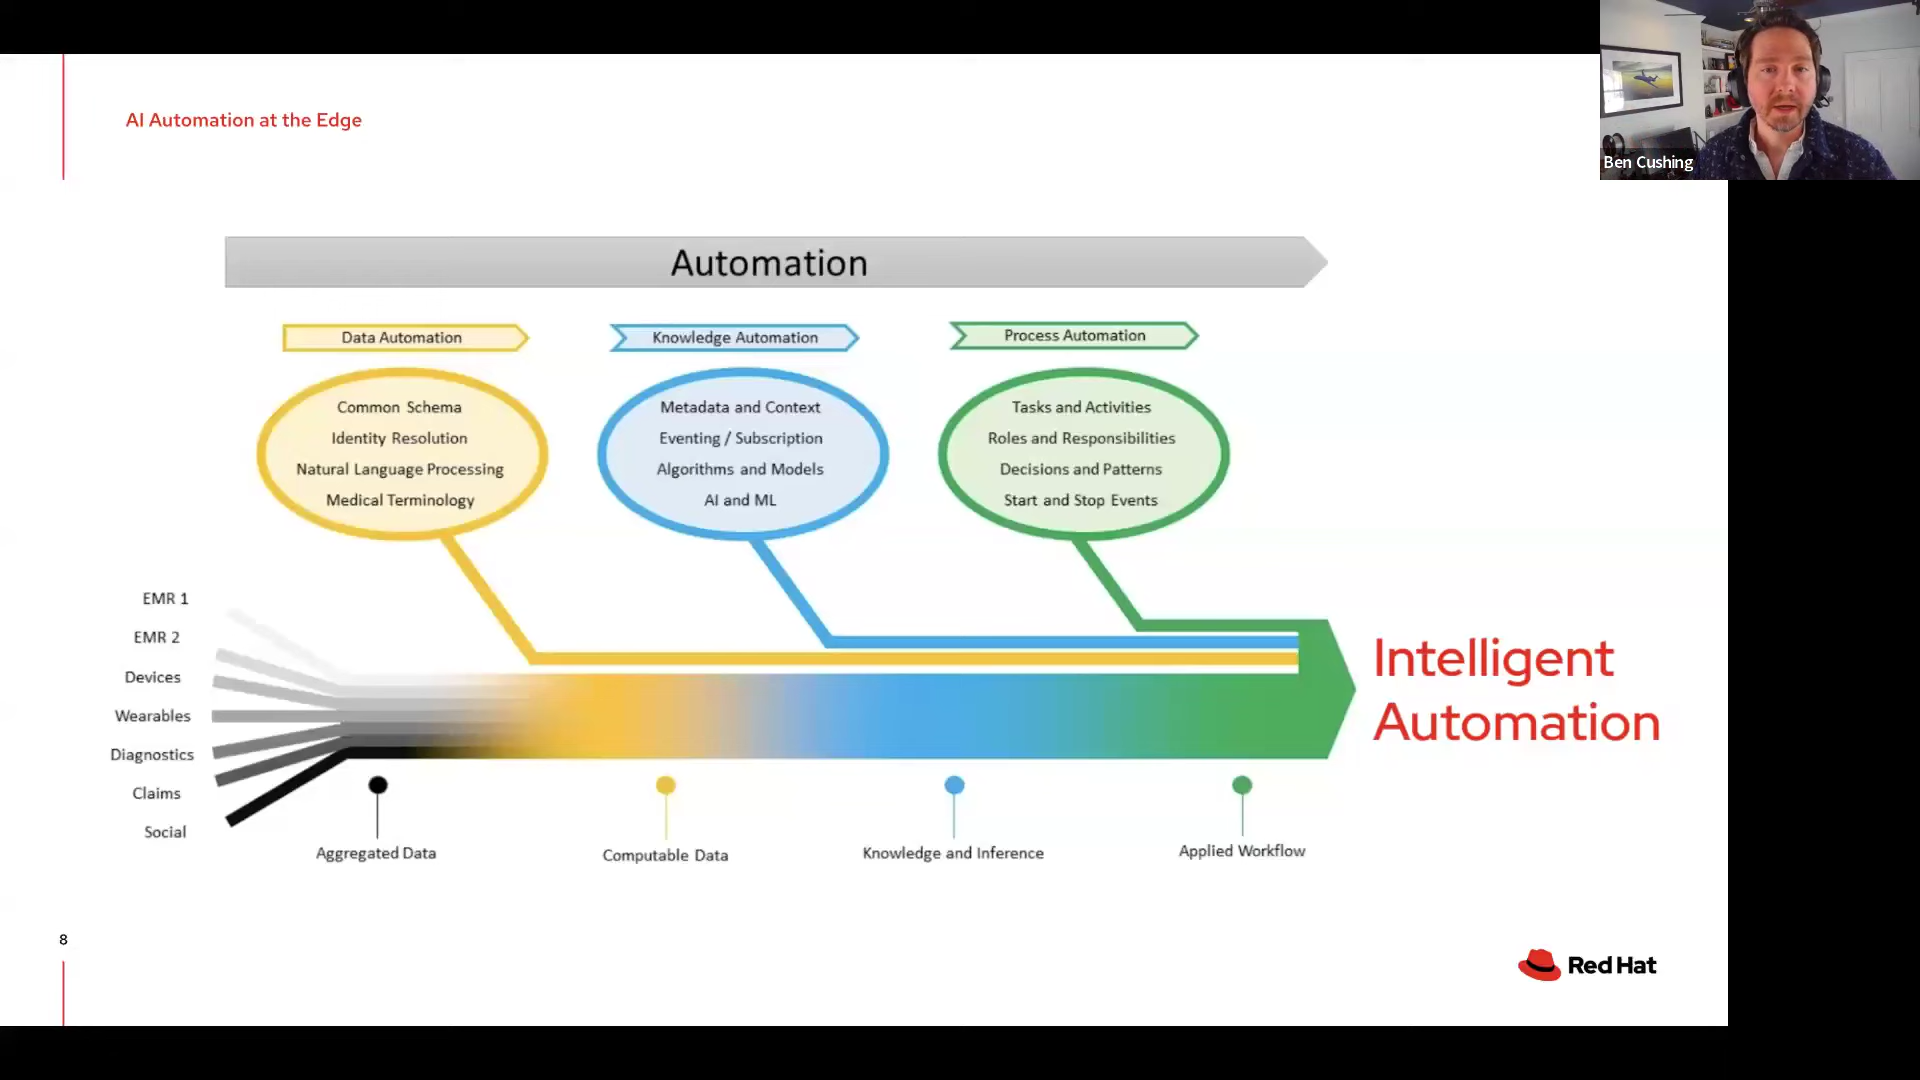 AI Automation at the Edge
Ben Cushing
Automation
Data Automation
Knowledge Automation
Process Automation
Common Schema
Identity Resolution
Natural Language Processing
Medical Terminology
Metadata and Context
Eventing / Subscription
Algorithms and Models
AI and ML
Tasks and Activities
Roles and Responsibilities
Decisions and Patterns
Start and Stop Events
EMR 1
EMR 2
Devices
Wearables
Diagnostics
Claims
Social
Intelligent
Automation
Aggregated Data
Computable Data
Knowledge and Inference
Applied Workflow
8
Red Hat